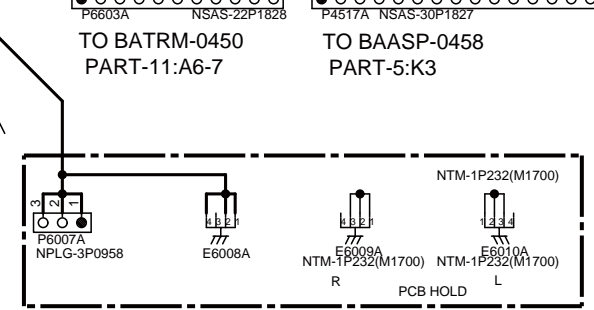 P6603A NSAS-22P1828
P4517A NSAS-30P1827
TO BATRM-0450
PART-11:A6-7
TO BAASP-0458
PART-5:K3
NTM-1P232(M1700)
3 2 1
P6007A
NPLG-3P0958
4 3 2 1
E6008A
4 3 2 1
E6009A
NTM-1P232(M1700)
R
1 2 3 4
E6010A
NTM-1P232(M1700)
L
PCB HOLD